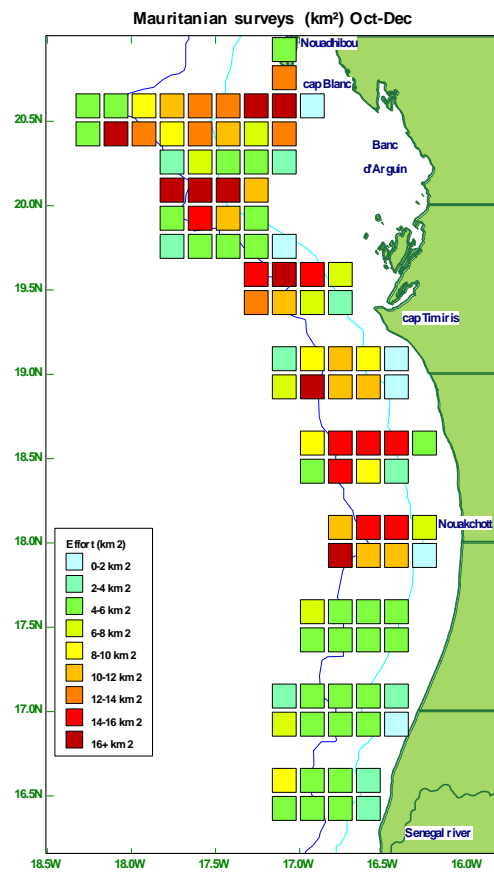 Mauritanian surveys (km²) Oct-Dec
Nouadhibou
cap Blanc
20.5N
Banc
d'Arguin
20.0N
19.5N
cap Timiris
19.0N
18.5N
Nouakchott
18.0N
Effort (km2)
0-2 km 2
2-4 km 2
4-6 km 2
6-8 km 2
8-10 km 2
10-12 km 2
12-14 km 2
14-16 km 2
16+ km 2
17.5N
17.0N
16.5N
Senegal river
18.5W 18.0W 17.5W 17.0W 16.5W 16.0W